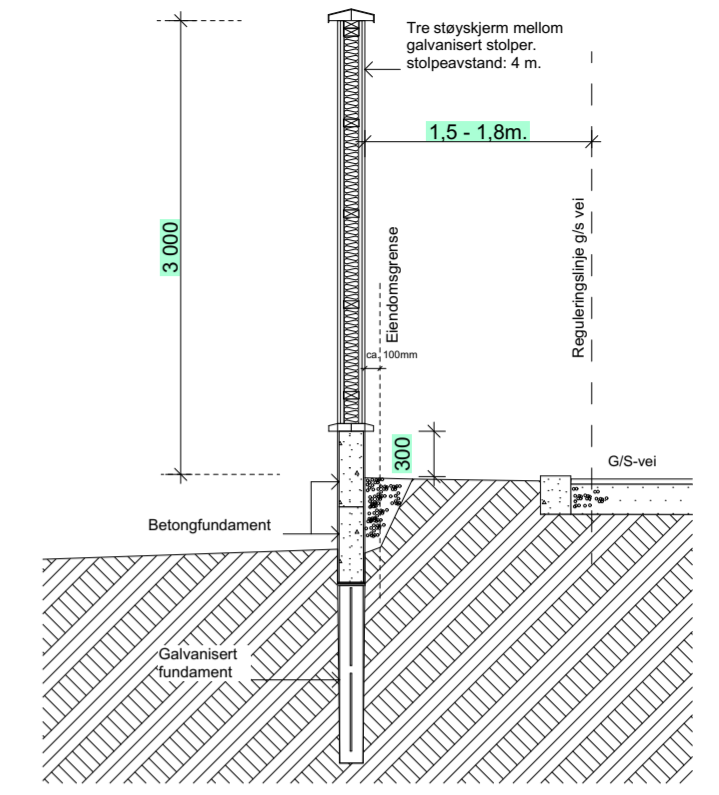 Tre støyskjerm mellom
galvanisert stolper.
stolpeavstand: 4 m.
1,5 - 1,8m.
3 000
Eiendomsgrense
Reguleringslinje g/s vei
ca. 100mm
300
G/S-vei
Betongfundament
Galvanisert
fundament